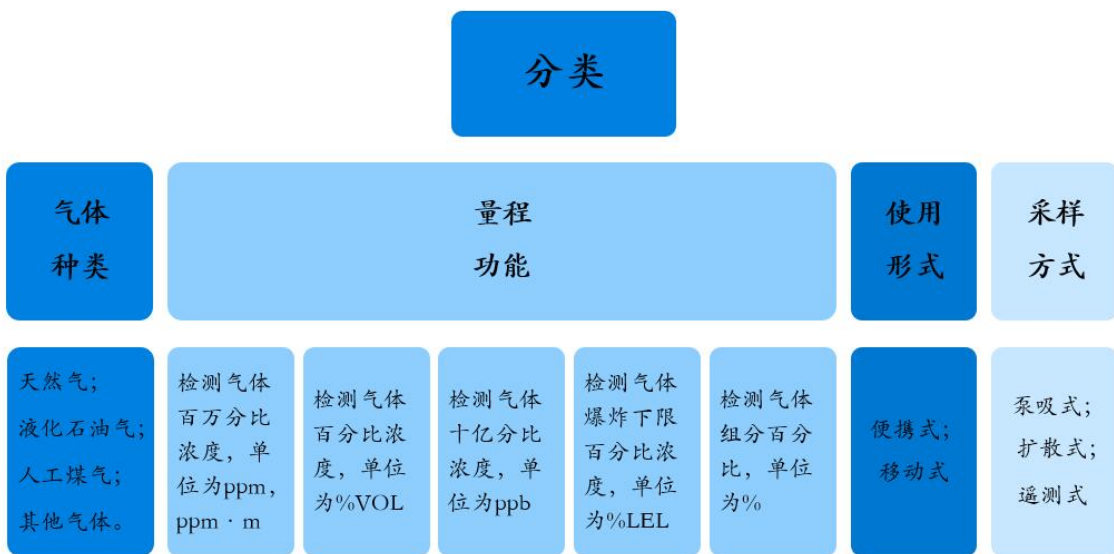 分类
气体
种类
量程
功能
使用
形式
采样
方式
天然气；
液化石油气；
人工煤气；
其他气体。
检测气体
百万分比
浓度，单
位为ppm，
ppm·m
检测气体
百分比浓
度，单位
为%VOL
检测气体
十亿分比
浓度，单
位为ppb
检测气体
爆炸下限
百分比浓
度，单位
为%LEL
检测气体
组分百分
比，单位
为%
便携式；
移动式
泵吸式；
扩散式；
遥测式